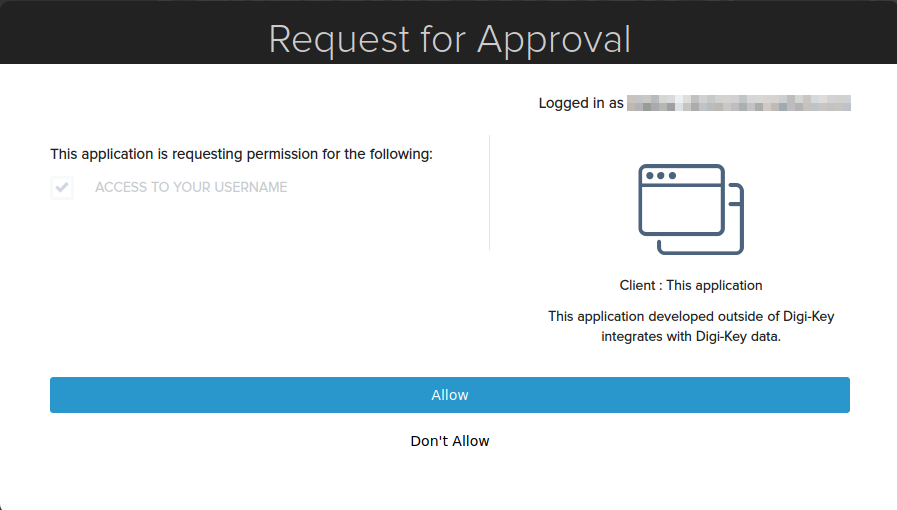 Request for Approval
Logged in as
This application is requesting permission for the following:
ACCESS TO YOUR USERNAME
Client : This application
This application developed outside of Digi-Key
integrates with Digi-Key data.
Allow
Don't Allow